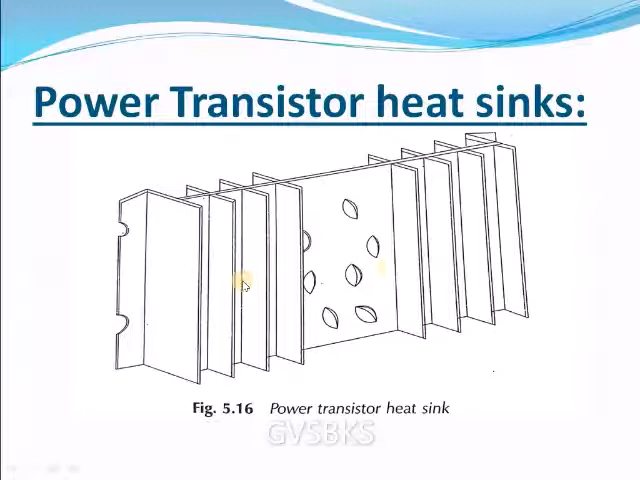 Power Transistor heat sinks:
Fig. 5.16 Power transistor heat sink
GVSBKS